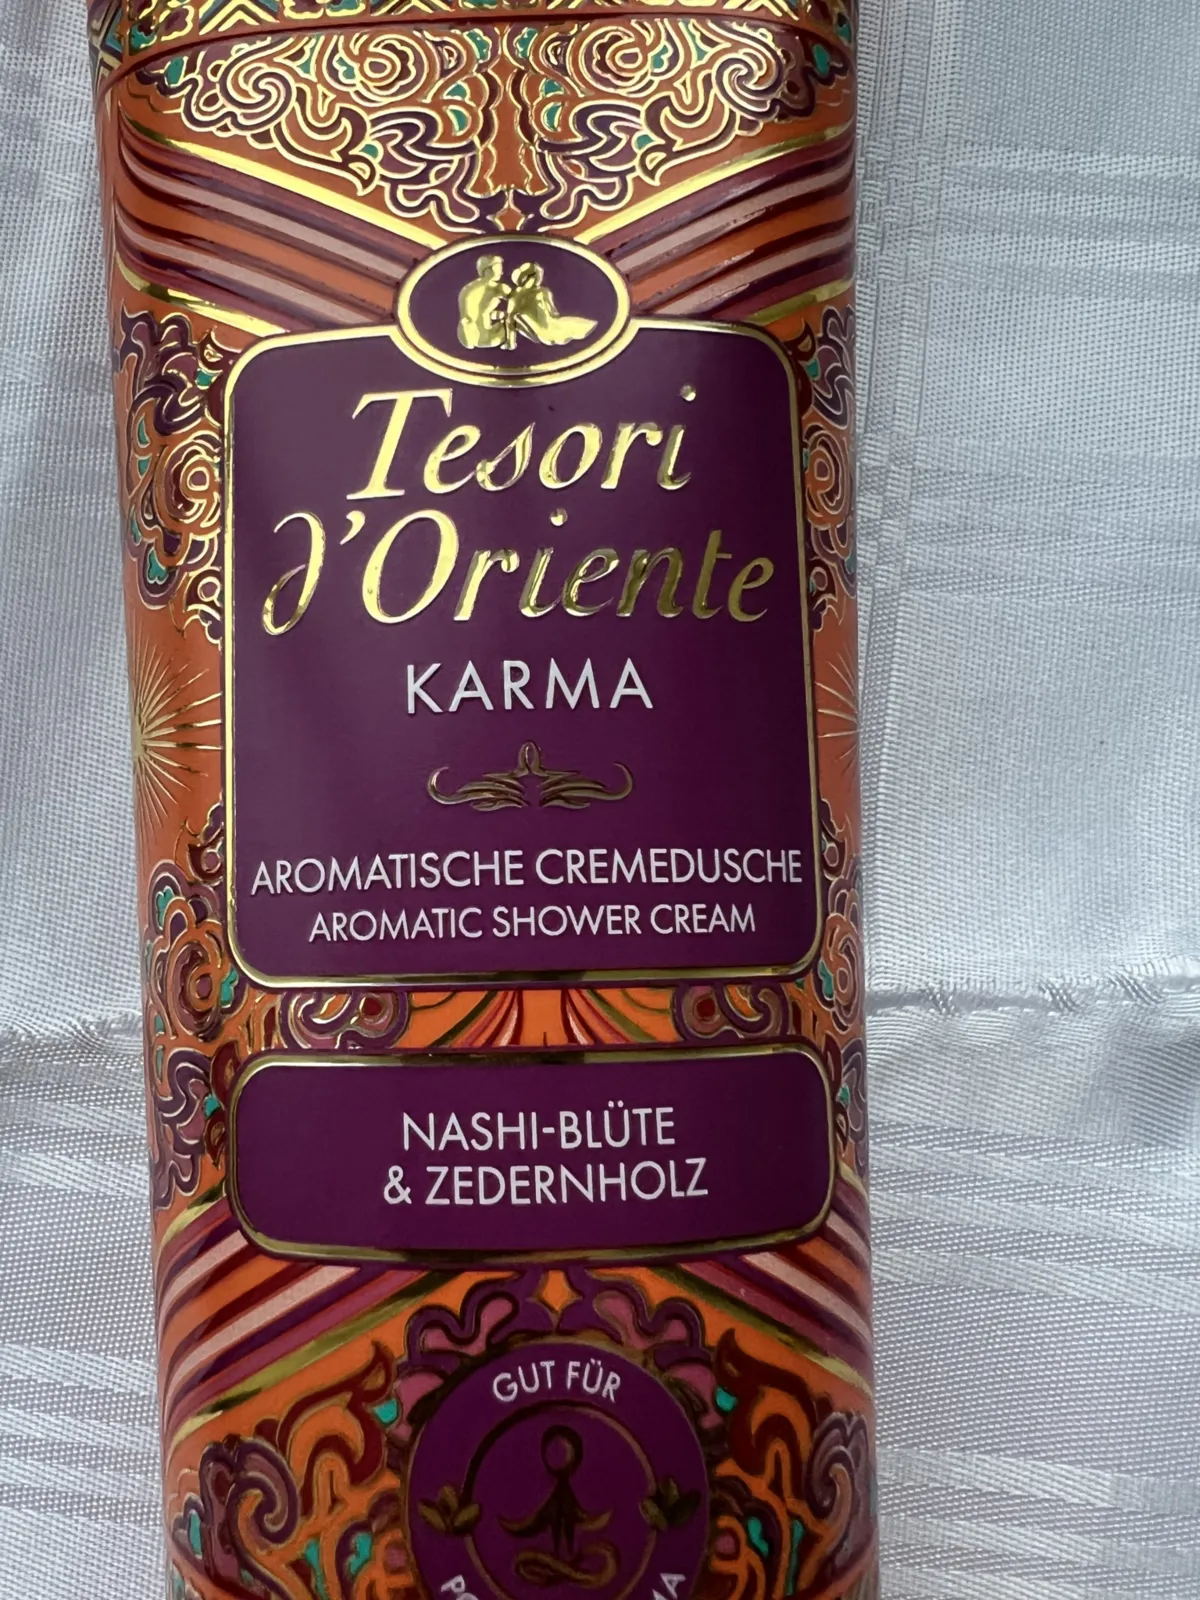 Tesori
d'Oriente
KARMA
AROMATISCHE CREMEDUSCHE
AROMATIC SHOWER CREAM
NASHI-BLÜTE
& ZEDERNHOLZ
GUT FÜR